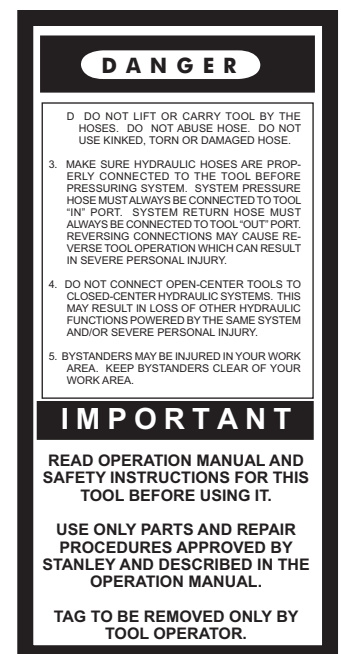 DANGER
D DO NOT LIFT OR CARRY TOOL BY THE
HOSES. DO NOT ABUSE HOSE. DO NOT
USE KINKED, TORN OR DAMAGED HOSE.
3. MAKE SURE HYDRAULIC HOSES ARE PROP-
ERLY CONNECTED TO THE TOOL BEFORE
PRESSURING SYSTEM. SYSTEM PRESSURE
HOSE MUST ALWAYS BE CONNECTED TO TOOL
“IN” PORT. SYSTEM RETURN HOSE MUST
ALWAYS BE CONNECTED TO TOOL “OUT” PORT.
REVERSING CONNECTIONS MAY CAUSE RE-
VERSE TOOL OPERATION WHICH CAN RESULT
IN SEVERE PERSONAL INJURY.
4. DO NOT CONNECT OPEN-CENTER TOOLS TO
CLOSED-CENTER HYDRAULIC SYSTEMS. THIS
MAY RESULT IN LOSS OF OTHER HYDRAULIC
FUNCTIONS POWERED BY THE SAME SYSTEM
AND/OR SEVERE PERSONAL INJURY.
5. BYSTANDERS MAY BE INJURED IN YOUR WORK
AREA. KEEP BYSTANDERS CLEAR OF YOUR
WORK AREA.
IMPORTANT
READ OPERATION MANUAL AND
SAFETY INSTRUCTIONS FOR THIS
TOOL BEFORE USING IT.
USE ONLY PARTS AND REPAIR
PROCEDURES APPROVED BY
STANLEY AND DESCRIBED IN THE
OPERATION MANUAL.
TAG TO BE REMOVED ONLY BY
TOOL OPERATOR.